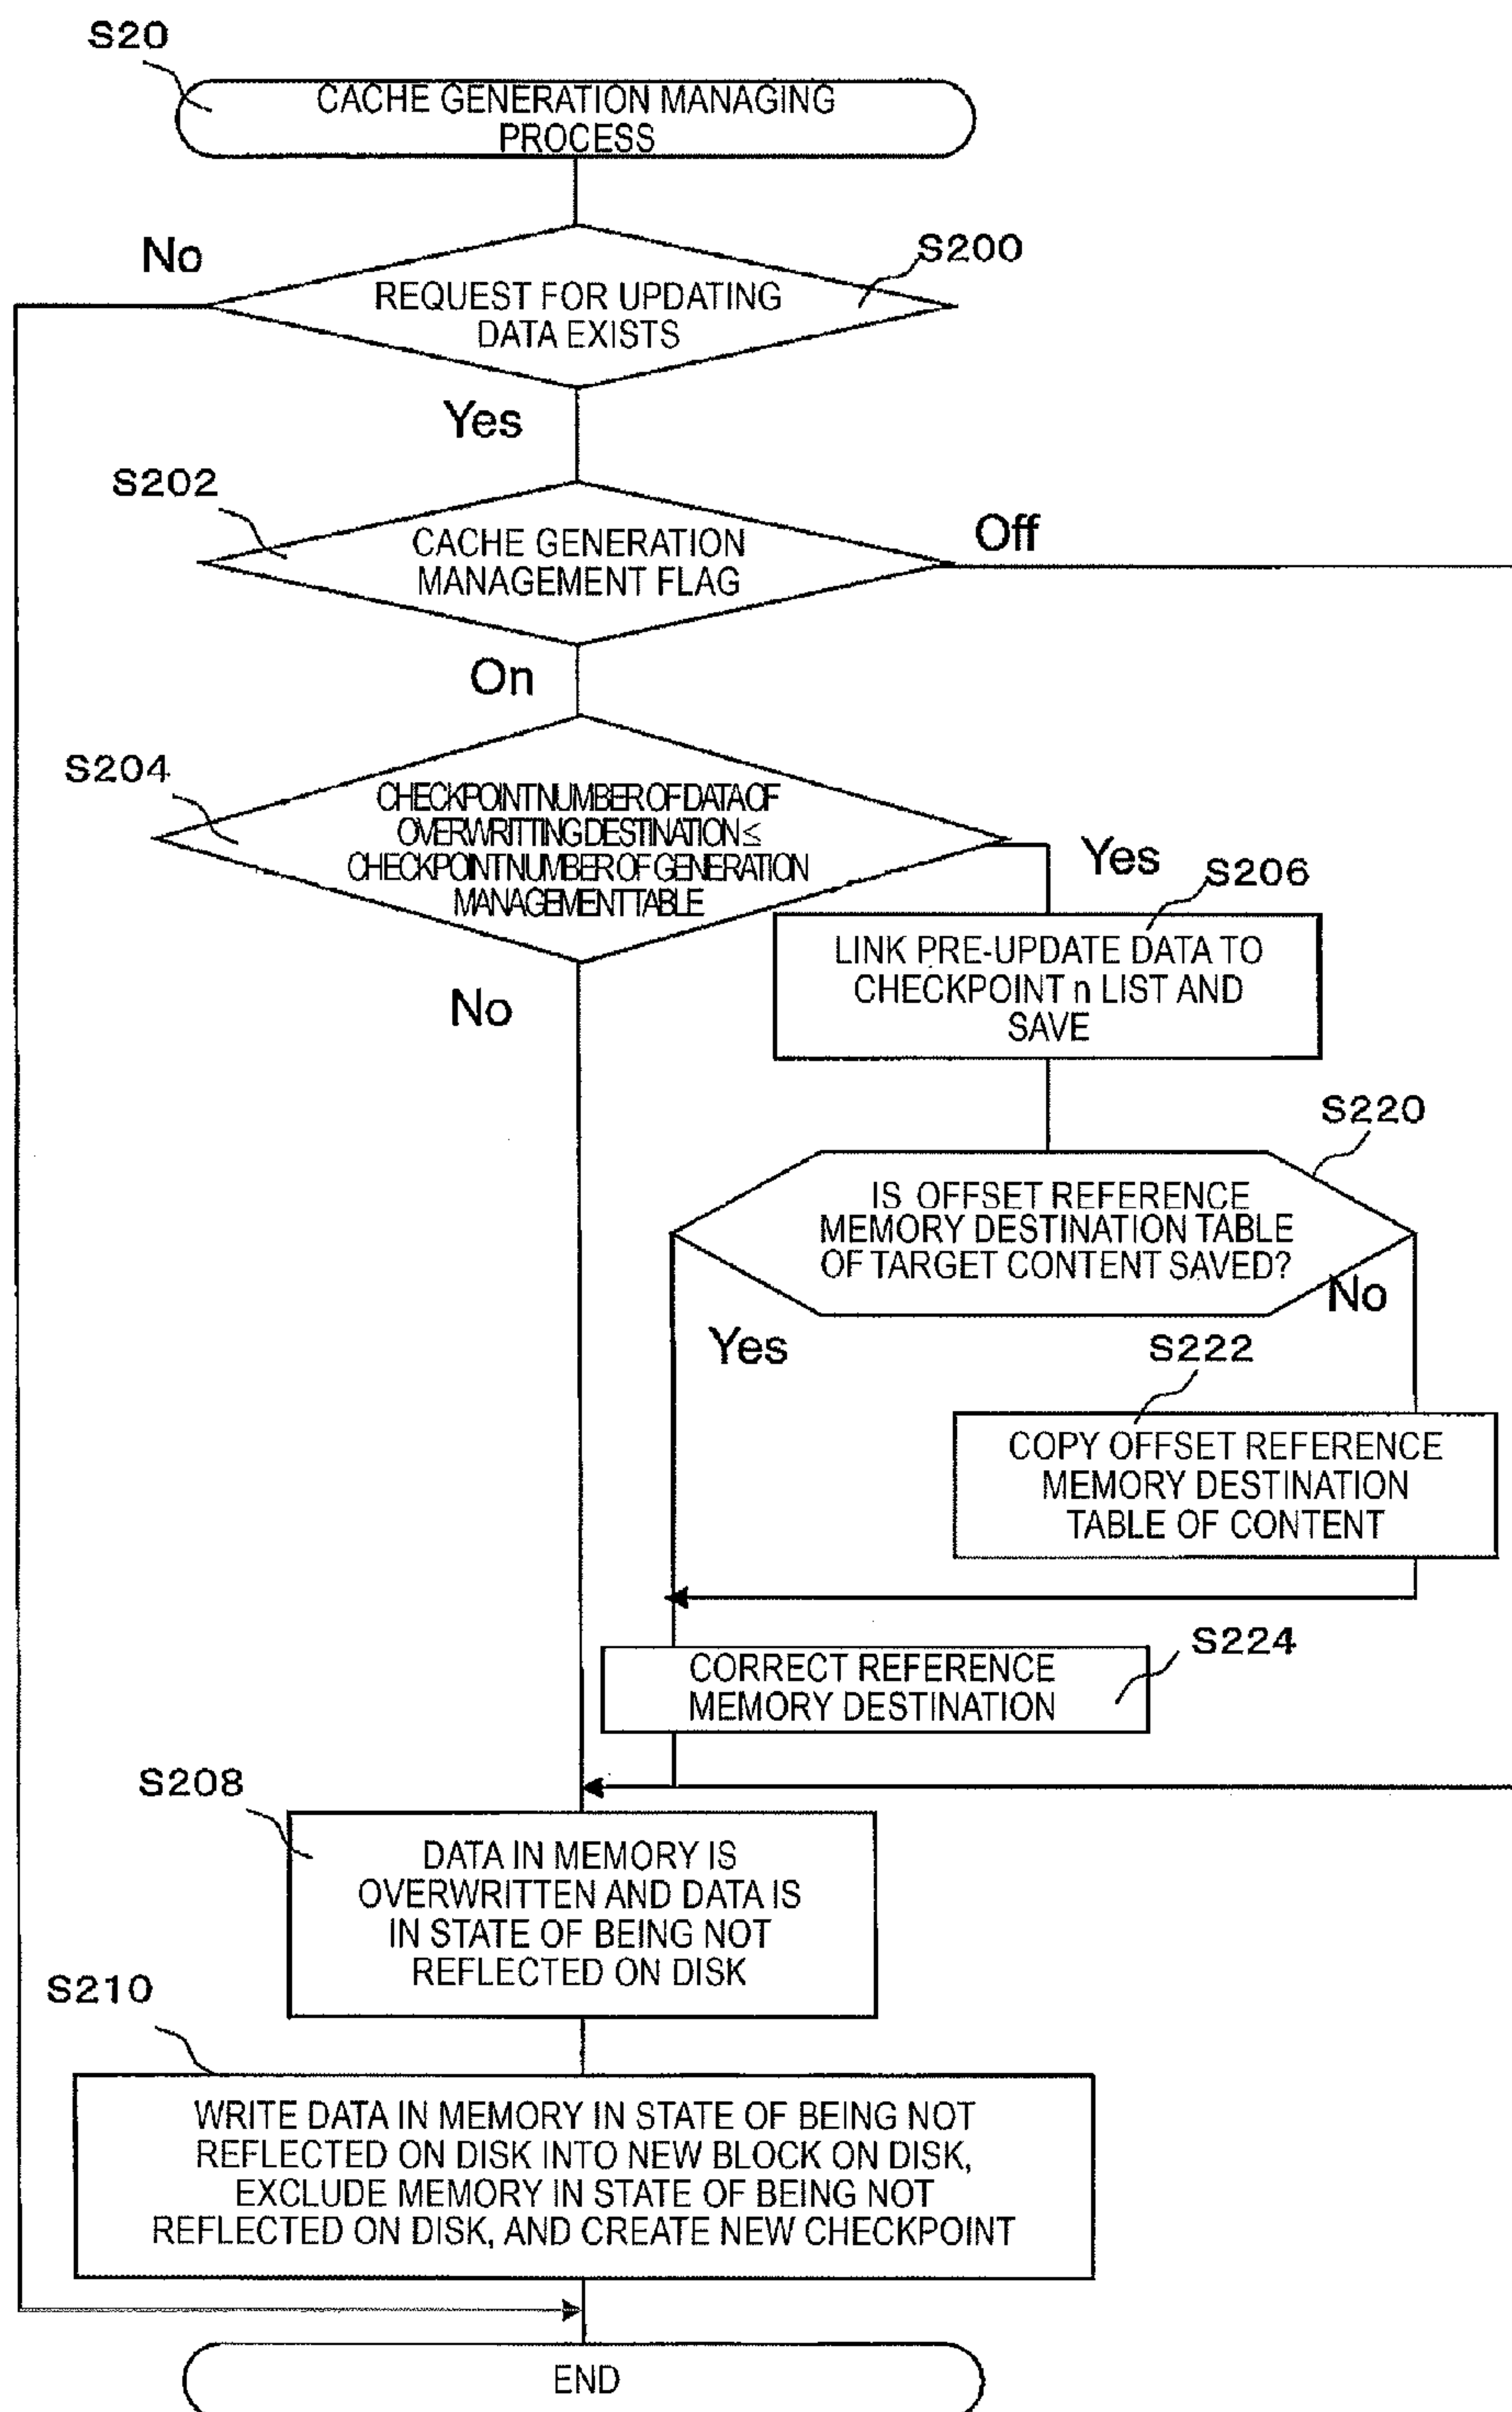 S20
CACHE GENERATION MANAGING
PROCESS
No
S200
REQUEST FOR UPDATING
DATA EXISTS
Yes
S202
CACHE GENERATION
MANAGEMENT FLAG
Off
On
S204
CHECKPOINT NUMBER OF DATA OF
OVERWRITTING DESTINATION ≤
CHECKPOINT NUMBER OF GENERATION
MANAGEMENT TABLE
Yes
S206
LINK PRE-UPDATE DATA TO
CHECKPOINT n LIST AND
SAVE
No
S220
IS OFFSET REFERENCE
MEMORY DESTINATION TABLE
OF TARGET CONTENT SAVED?
No
Yes
S222
COPY OFFSET REFERENCE
MEMORY DESTINATION
TABLE OF CONTENT
S224
CORRECT REFERENCE
MEMORY DESTINATION
S208
DATA IN MEMORY IS
OVERWRITTEN AND DATA IS
IN STATE OF BEING NOT
REFLECTED ON DISK
S210
WRITE DATA IN MEMORY IN STATE OF BEING NOT
REFLECTED ON DISK INTO NEW BLOCK ON DISK,
EXCLUDE MEMORY IN STATE OF BEING NOT
REFLECTED ON DISK, AND CREATE NEW CHECKPOINT
END